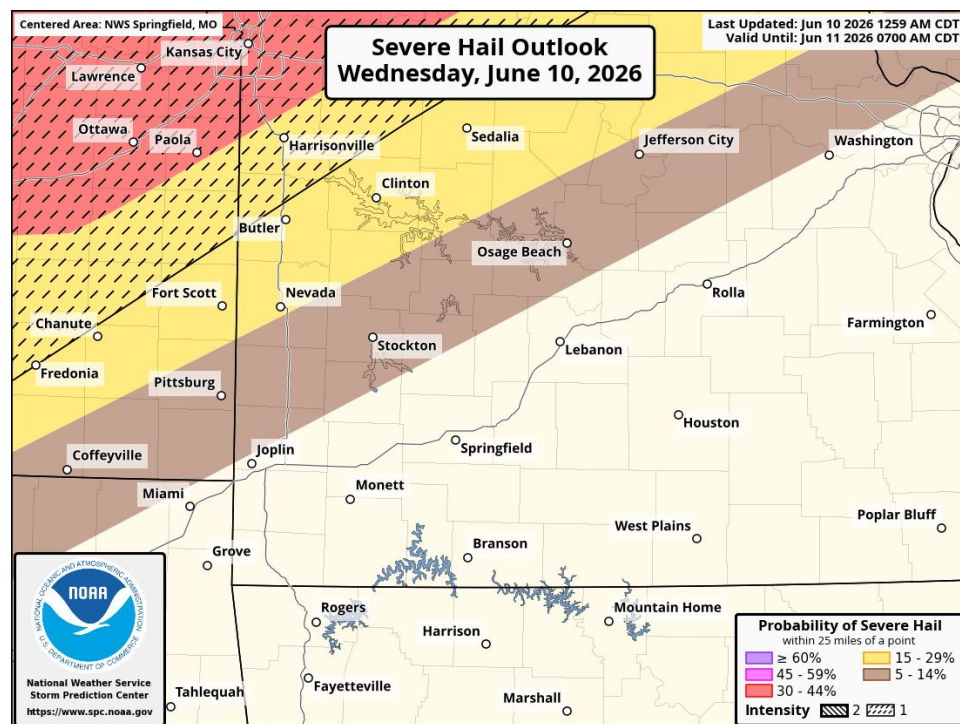 Centered Area: NWS Springfield, MO
Last Updated: Jun 10 2026 1259 AM CDT
Valid Until: Jun 11 2026 0700 AM CDT
Severe Hail Outlook
Wednesday, June 10, 2026
Kansas City
Lawrence
Ottawa
Paola
Harrisonville
Sedalia
Jefferson City
Washington
Clinton
Butler
Osage Beach
Fort Scott
Nevada
Rolla
Chanute
Stockton
Lebanon
Farmington
Fredonia
Pittsburg
Houston
Coffeyville
Joplin
Springfield
Miami
Monett
West Plains
Poplar Bluff
Grove
Branson
Rogers
Mountain Home
Harrison
Tahlequah
Fayetteville
Marshall
NATIONAL OCEANIC AND ATMOSPHERIC ADMINISTRATION
NOAA
U.S. DEPARTMENT OF COMMERCE
National Weather Service
Storm Prediction Center
https://www.spc.noaa.gov
Probability of Severe Hail
within 25 miles of a point
≥ 60% 15 - 29%
45 - 59% 5 - 14%
30 - 44%
Intensity 2 1